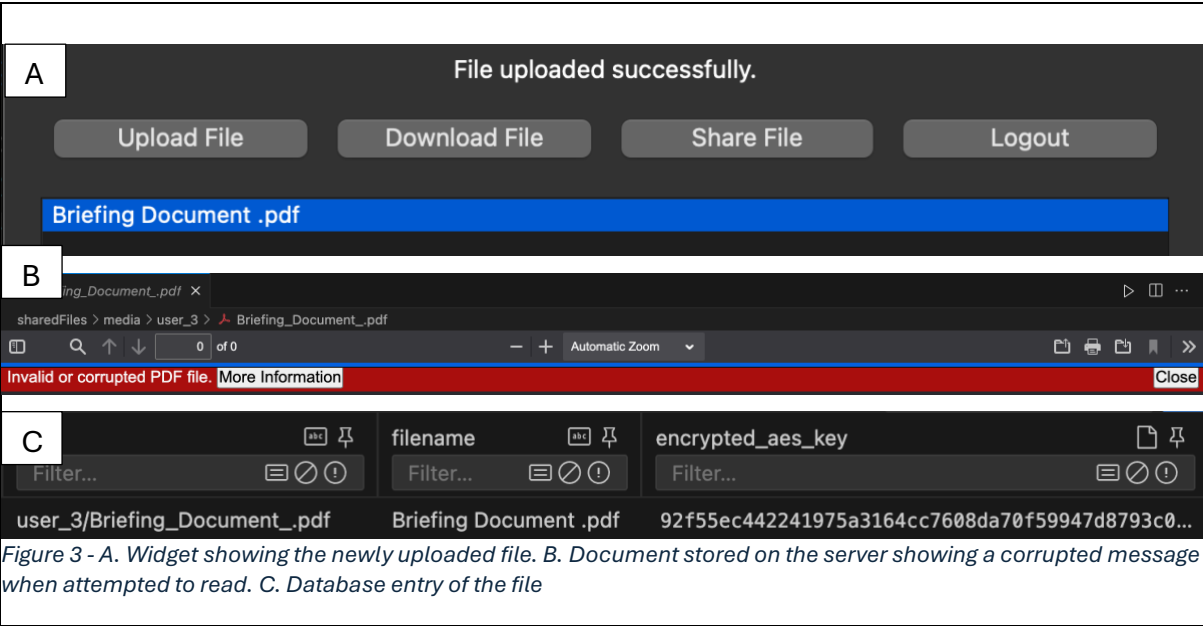 A
File uploaded successfully.
Upload File Download File Share File Logout
Briefing Document .pdf
B
ing_Document_.pdf
sharedFiles > media > user_3 > Briefing_Document_.pdf
0 of 0 Automatic Zoom
Invalid or corrupted PDF file. More Information Close
C
abc filename abc encrypted_aes_key
Filter... Filter... Filter...
user_3/Briefing_Document_.pdf Briefing Document .pdf 92f55ec442241975a3164cc7608da70f59947d8793c0...
Figure 3 - A. Widget showing the newly uploaded file. B. Document stored on the server showing a corrupted message
when attempted to read. C. Database entry of the file